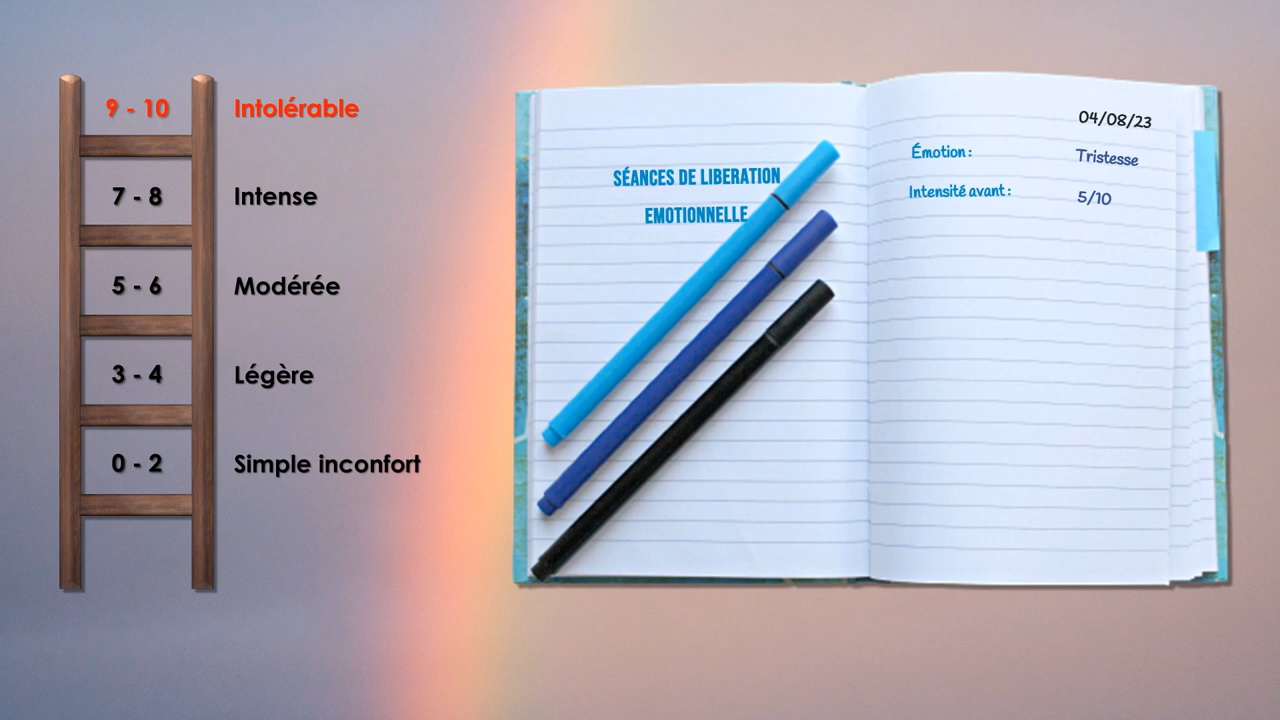 9 - 10 Intolérable
7 - 8 Intense
5 - 6 Modérée
3 - 4 Légère
0 - 2 Simple inconfort
SÉANCES DE LIBERATION
EMOTIONNELLE
04/08/23
Émotion : Tristesse
Intensité avant : 5/10